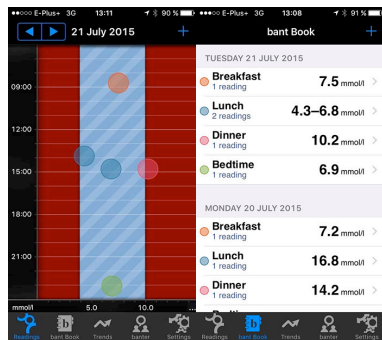 E-Plus+ 3G 13:11 90 %
21 July 2015 +
09:00
12:00
15:00
18:00
21:00
mmol/l 5.0 10.0 ...
Readings bant Book Trends banter Settings
E-Plus+ 3G 13:08 91 %
bant Book +
TUESDAY 21 JULY 2015
Breakfast 7.5 mmol/l
1 reading
Lunch 4.3–6.8 mmol/l
2 readings
Dinner 10.2 mmol/l
1 reading
Bedtime 6.9 mmol/l
1 reading
MONDAY 20 JULY 2015
Breakfast 7.2 mmol/l
1 reading
Lunch 16.8 mmol/l
1 reading
Dinner 14.2 mmol/l
1 reading
Readings bant Book Trends banter Settings